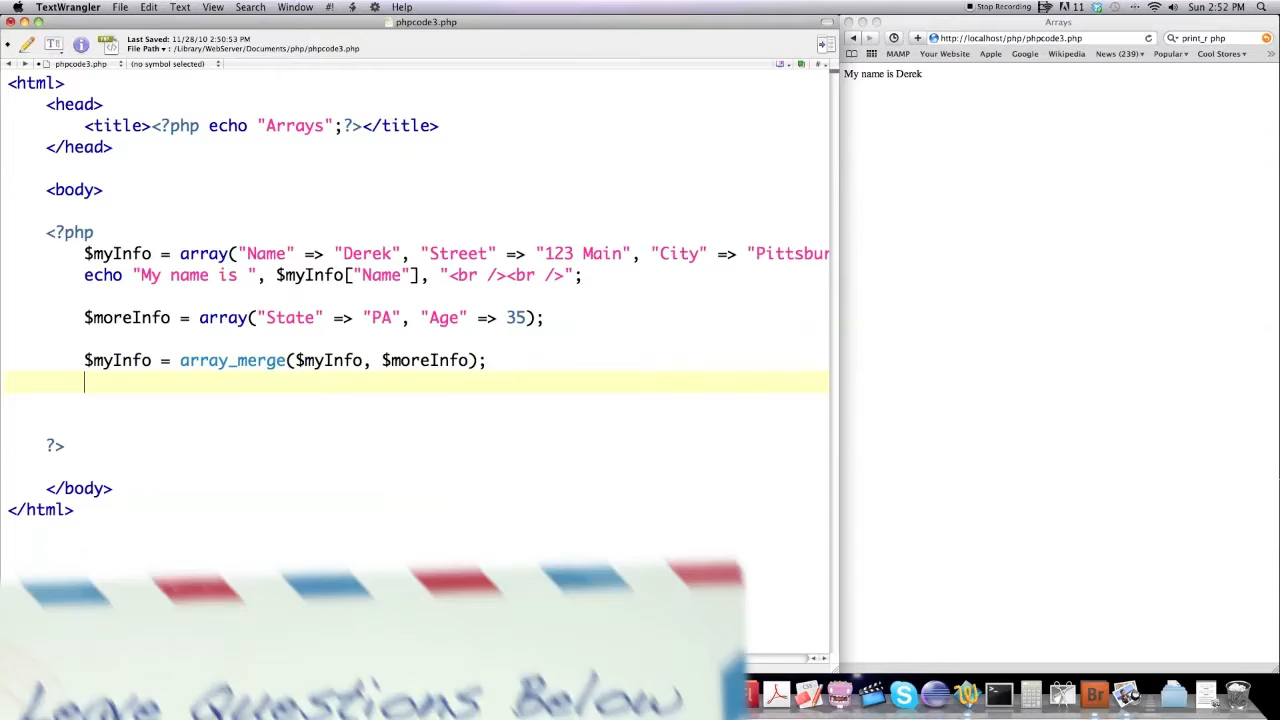 TextWrangler File Edit Text View Search Window #! Help
Stop Recording 11 Sun 2:52 PM
phpcode3.php
Last Saved: 11/28/10 2:50:53 PM
File Path ▾ : /Library/WebServer/Documents/php/phpcode3.php
phpcode3.php (no symbol selected)
<html>
<head>
<title><?php echo "Arrays";?></title>
</head>
<body>
<?php
$myInfo = array("Name" => "Derek", "Street" => "123 Main", "City" => "Pittsbur
echo "My name is ", $myInfo["Name"], "<br /><br />";
$moreInfo = array("State" => "PA", "Age" => 35);
$myInfo = array_merge($myInfo, $moreInfo);
?>
</body>
</html>
Arrays
http://localhost/php/phpcode3.php print_r php
MAMP Your Website Apple Google Wikipedia News (239) Popular Cool Stores
My name is Derek
Br